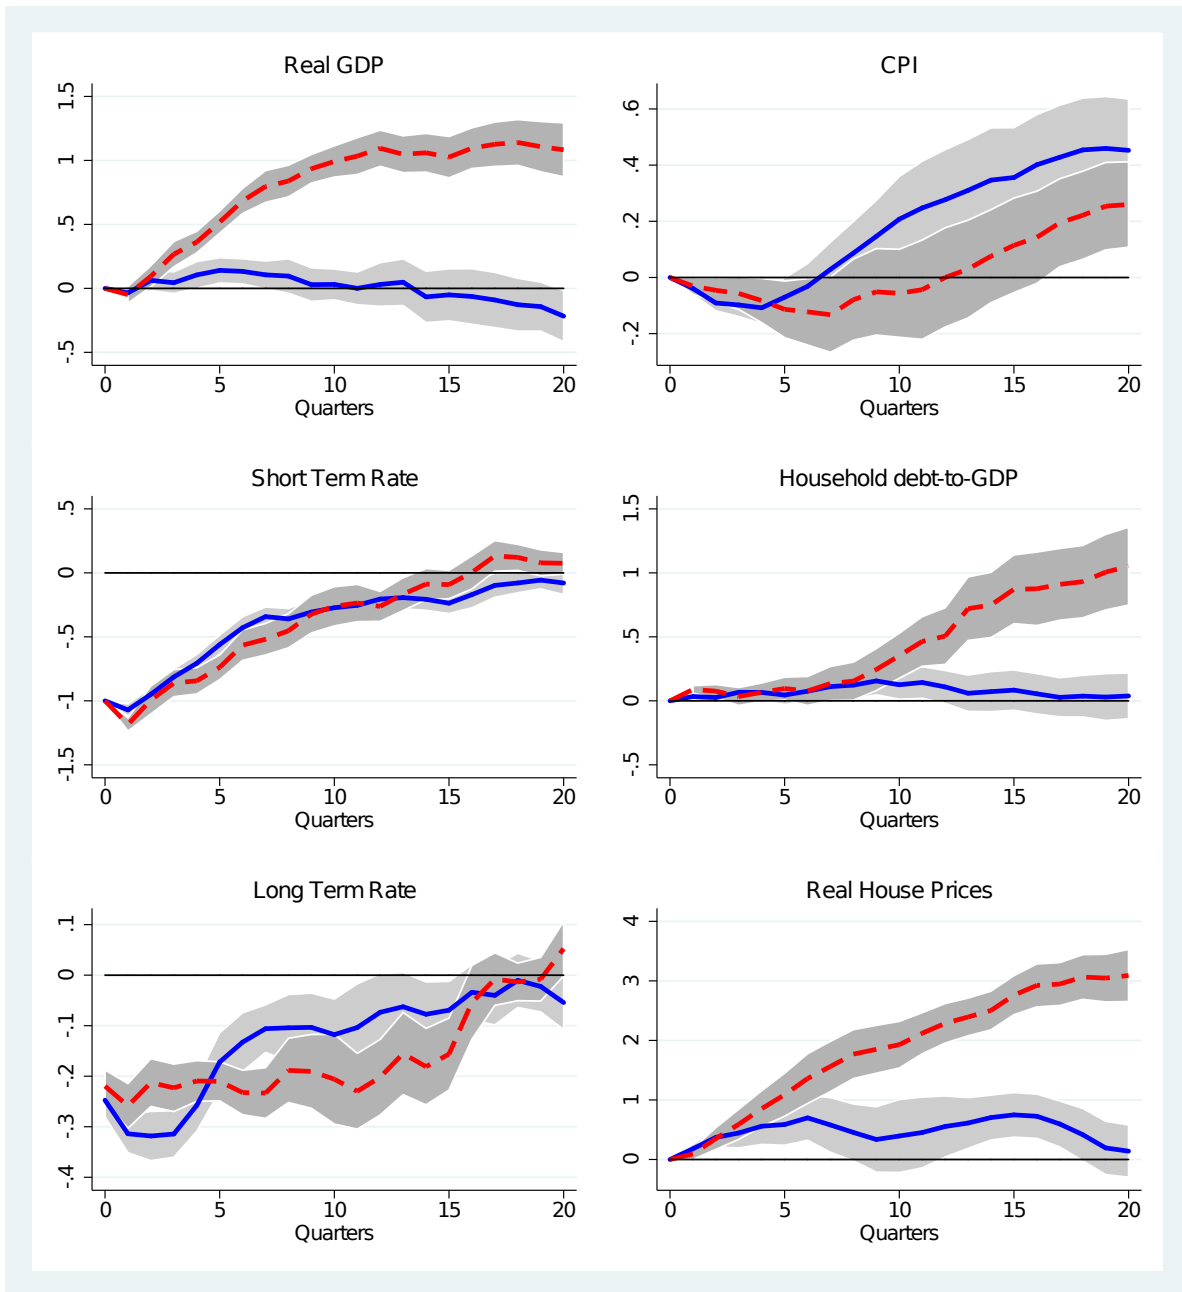 Real GDP
1.5
1
.5
0
-.5
0 5 10 15 20
Quarters
CPI
.6
.4
.2
0
-.2
0 5 10 15 20
Quarters
Short Term Rate
.5
0
-.5
-1
-1.5
0 5 10 15 20
Quarters
Household debt-to-GDP
1.5
1
.5
0
-.5
0 5 10 15 20
Quarters
Long Term Rate
.1
0
-.1
-.2
-.3
-.4
0 5 10 15 20
Quarters
Real House Prices
4
3
2
1
0
0 5 10 15 20
Quarters